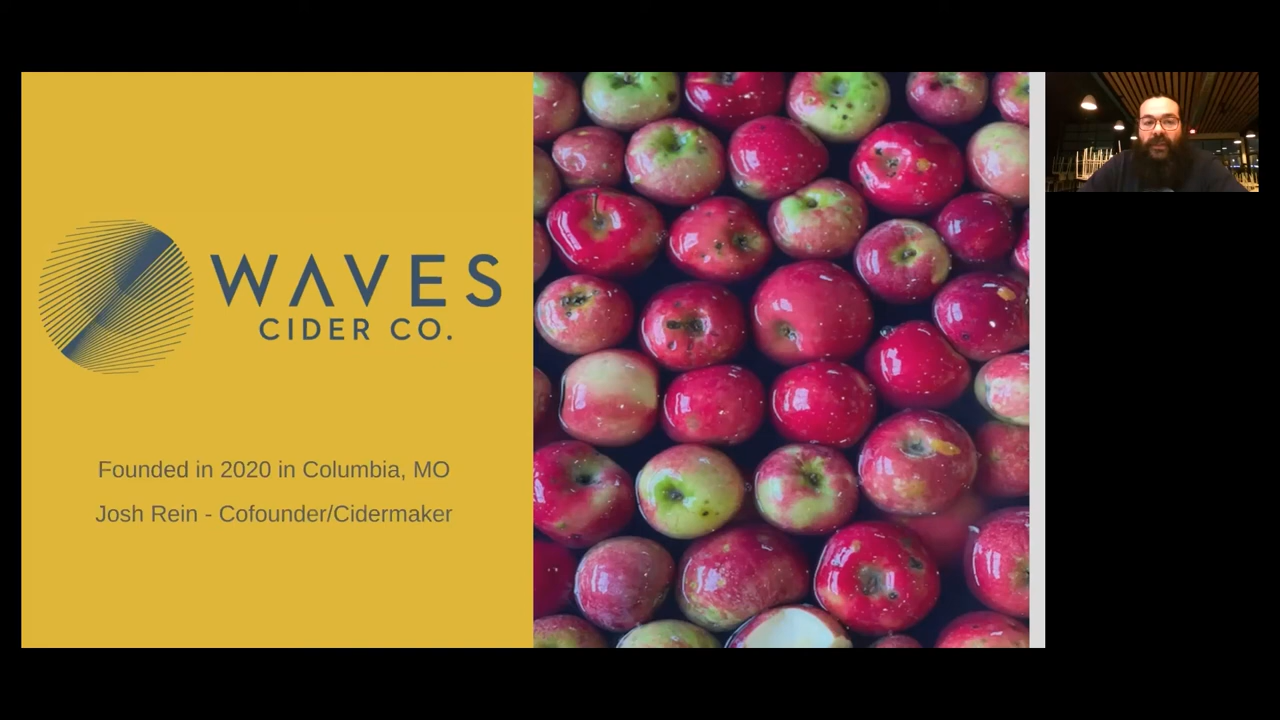 WAVES
CIDER CO.
Founded in 2020 in Columbia, MO
Josh Rein - Cofounder/Cidermaker